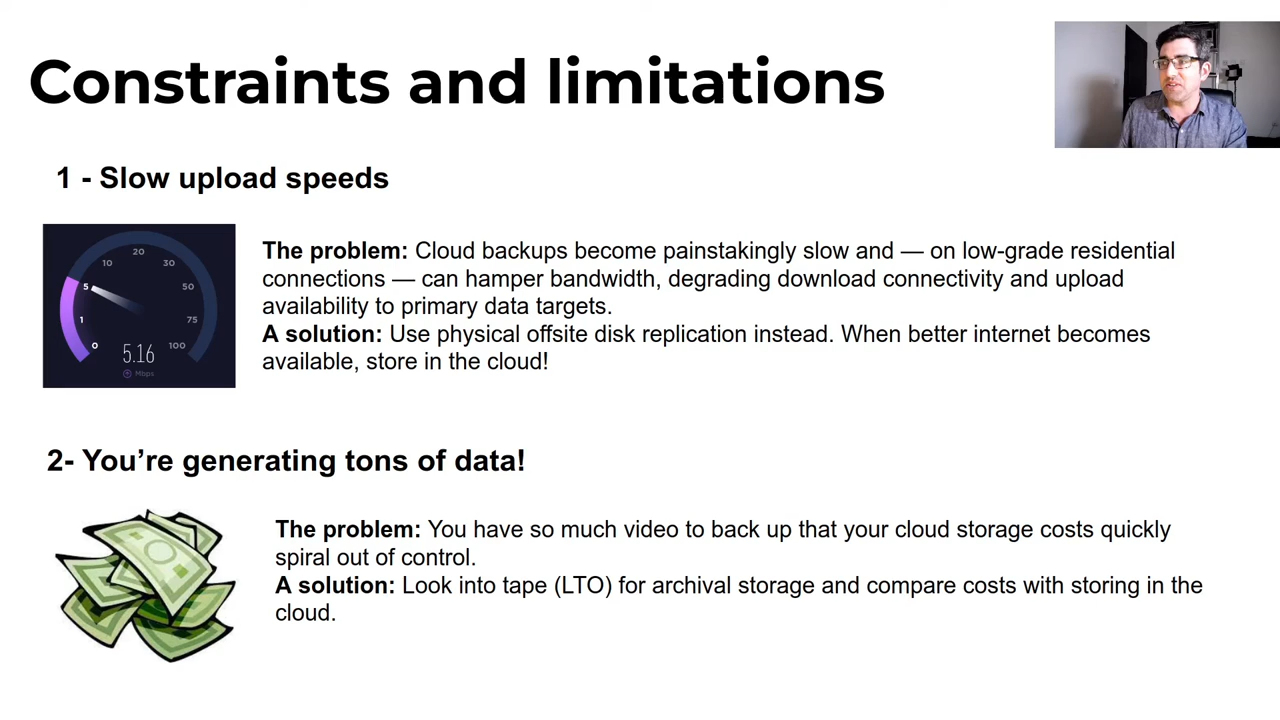 Constraints and limitations
1 - Slow upload speeds
20
10
30
5
50
1
75
0
100
5.16
Mbps
The problem: Cloud backups become painstakingly slow and — on low-grade residential
connections — can hamper bandwidth, degrading download connectivity and upload
availability to primary data targets.
A solution: Use physical offsite disk replication instead. When better internet becomes
available, store in the cloud!
2- You’re generating tons of data!
The problem: You have so much video to back up that your cloud storage costs quickly
spiral out of control.
A solution: Look into tape (LTO) for archival storage and compare costs with storing in the
cloud.